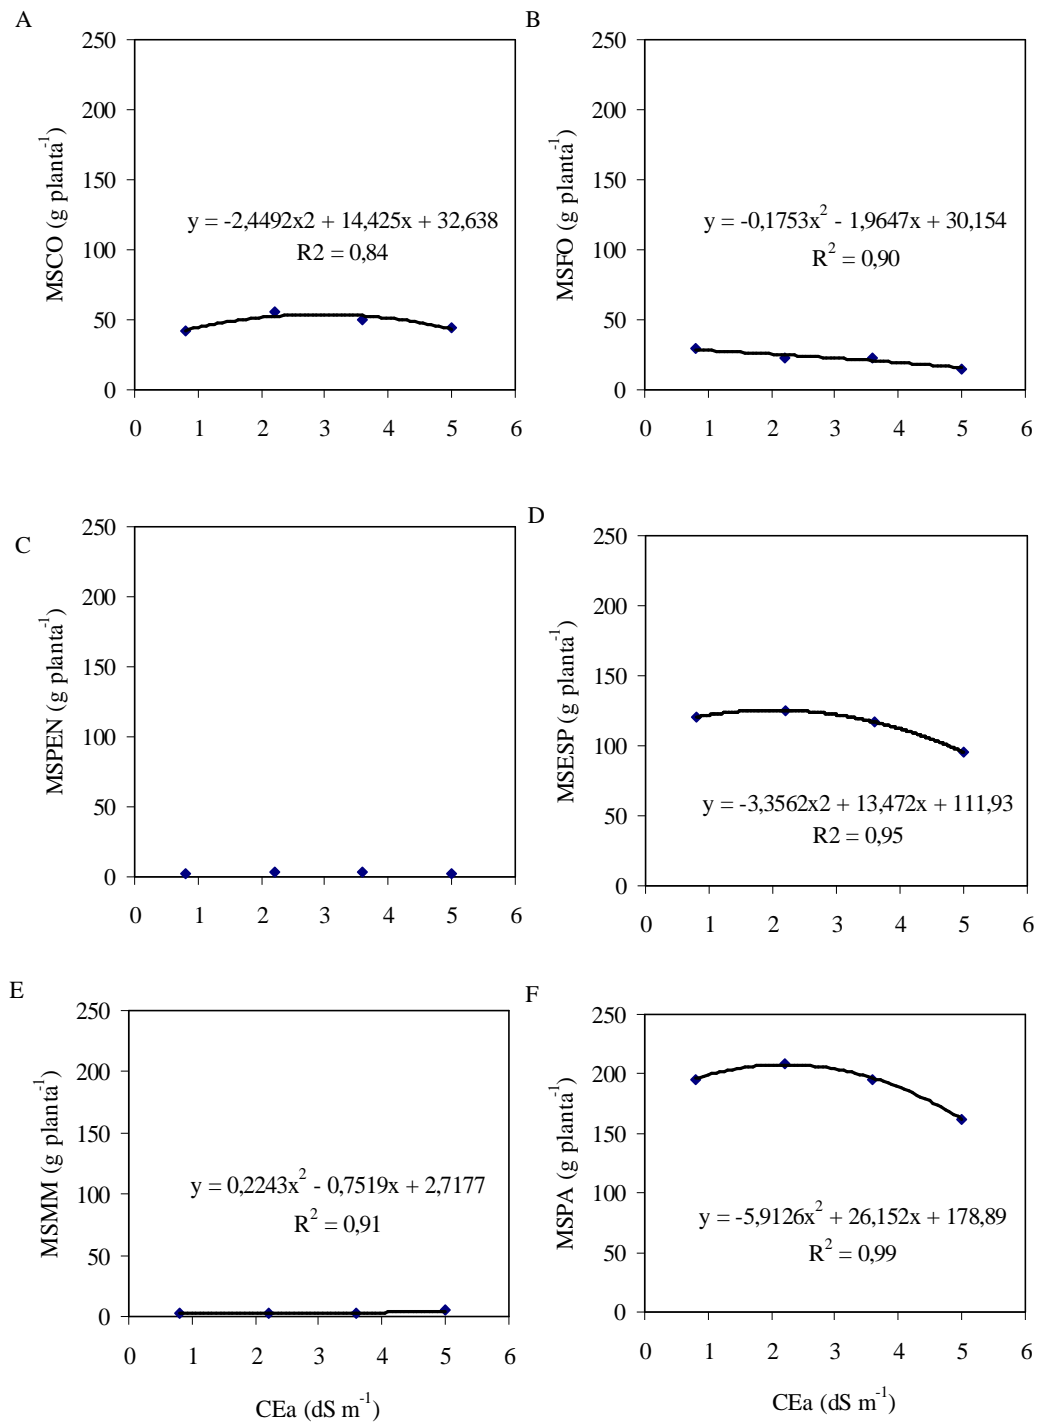 A
250
200
150
100
50
0
MSCO (g planta⁻¹)
y = -2,4492x2 + 14,425x + 32,638
R2 = 0,84
0 1 2 3 4 5 6
B
250
200
150
100
50
0
MSFO (g planta⁻¹)
y = -0,1753x² - 1,9647x + 30,154
R² = 0,90
0 1 2 3 4 5 6
C
250
200
150
100
50
0
MSPEN (g planta⁻¹)
0 1 2 3 4 5 6
D
250
200
150
100
50
0
MSESP (g planta⁻¹)
y = -3,3562x2 + 13,472x + 111,93
R2 = 0,95
0 1 2 3 4 5 6
E
250
200
150
100
50
0
MSMM (g planta⁻¹)
y = 0,2243x² - 0,7519x + 2,7177
R² = 0,91
0 1 2 3 4 5 6
CEa (dS m⁻¹)
F
250
200
150
100
50
0
MSPA (g planta⁻¹)
y = -5,9126x² + 26,152x + 178,89
R² = 0,99
0 1 2 3 4 5 6
CEa (dS m⁻¹)